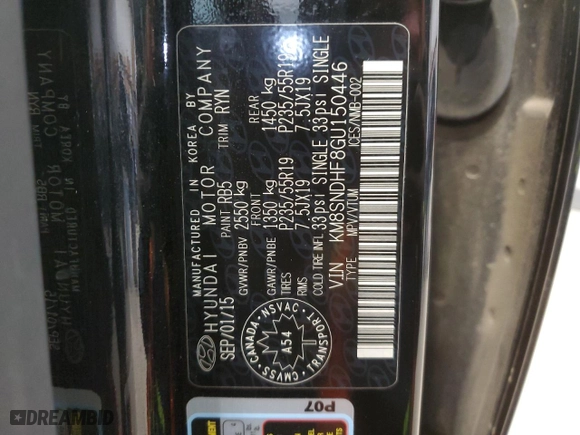 MANUFACTURED IN KOREA BY
HYUNDAI MOTOR COMPANY
SEP/01/15 PAINT RB5 TRIM RYN
GVWR/PNBV 2550 kg
FRONT REAR
GAWR/PNBE 1350 kg 1450 kg
TIRES P235/55R19 P235/55R19
RIMS 7.5JX19 7.5JX19
COLD TIRE INFL. 33psi SINGLE 33psi SINGLE
VIN KM8SNDHF8GU150446
TYPE MPV/VTUM ICES/NMB-002
CANADA
NSVAC
TRANSPORT
CMVSS
A54
P07
DREAMBID